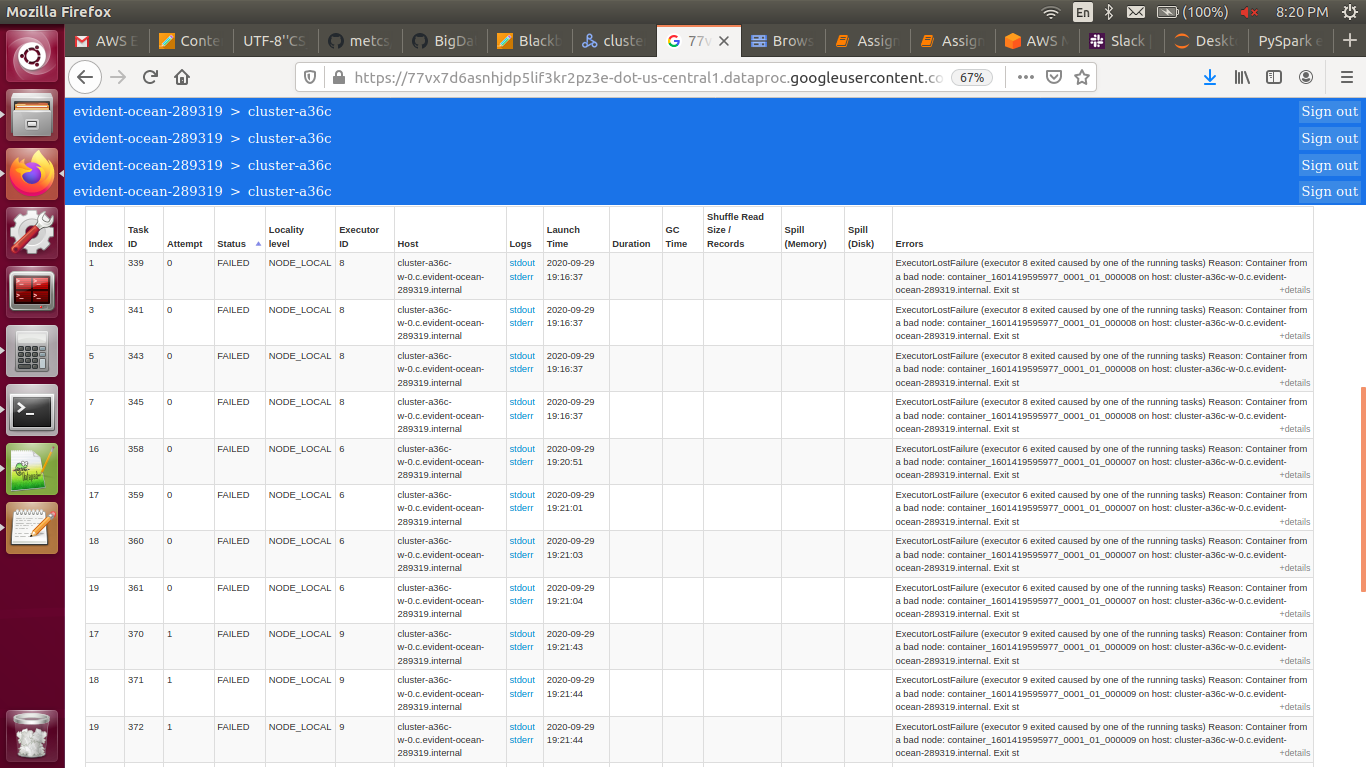 Mozilla Firefox
En
(100%)
8:20 PM
AWS E
Conte
UTF-8''CS
metcs
BigDa
Blackb
cluste
77v
Brows
Assign
Assign
AWS M
Slack
Deskt
PySpark e
https://77vx7d6asnhjdp5lif3kr2pz3e-dot-us-central1.dataproc.googleusercontent.co
67%
evident-ocean-289319 > cluster-a36c
Sign out
evident-ocean-289319 > cluster-a36c
Sign out
evident-ocean-289319 > cluster-a36c
Sign out
evident-ocean-289319 > cluster-a36c
Sign out
Index
Task ID
Attempt
Status
Locality level
Executor ID
Host
Logs
Launch Time
Duration
GC Time
Shuffle Read Size / Records
Spill (Memory)
Spill (Disk)
Errors
1 339 0 FAILED NODE_LOCAL 8 cluster-a36c- stdout 2020-09-29 ExecutorLostFailure (executor 8 exited caused by one of the running tasks) Reason: Container from
w-0.c.evident-ocean- stderr 19:16:37 a bad node: container_1601419595977_0001_01_000008 on host: cluster-a36c-w-0.c.evident-
289319.internal ocean-289319.internal. Exit st +details
3 341 0 FAILED NODE_LOCAL 8 cluster-a36c- stdout 2020-09-29 ExecutorLostFailure (executor 8 exited caused by one of the running tasks) Reason: Container from
w-0.c.evident-ocean- stderr 19:16:37 a bad node: container_1601419595977_0001_01_000008 on host: cluster-a36c-w-0.c.evident-
289319.internal ocean-289319.internal. Exit st +details
5 343 0 FAILED NODE_LOCAL 8 cluster-a36c- stdout 2020-09-29 ExecutorLostFailure (executor 8 exited caused by one of the running tasks) Reason: Container from
w-0.c.evident-ocean- stderr 19:16:37 a bad node: container_1601419595977_0001_01_000008 on host: cluster-a36c-w-0.c.evident-
289319.internal ocean-289319.internal. Exit st +details
7 345 0 FAILED NODE_LOCAL 8 cluster-a36c- stdout 2020-09-29 ExecutorLostFailure (executor 8 exited caused by one of the running tasks) Reason: Container from
w-0.c.evident-ocean- stderr 19:16:37 a bad node: container_1601419595977_0001_01_000008 on host: cluster-a36c-w-0.c.evident-
289319.internal ocean-289319.internal. Exit st +details
16 358 0 FAILED NODE_LOCAL 6 cluster-a36c- stdout 2020-09-29 ExecutorLostFailure (executor 6 exited caused by one of the running tasks) Reason: Container from
w-0.c.evident-ocean- stderr 19:20:51 a bad node: container_1601419595977_0001_01_000007 on host: cluster-a36c-w-0.c.evident-
289319.internal ocean-289319.internal. Exit st +details
17 359 0 FAILED NODE_LOCAL 6 cluster-a36c- stdout 2020-09-29 ExecutorLostFailure (executor 6 exited caused by one of the running tasks) Reason: Container from
w-0.c.evident-ocean- stderr 19:21:01 a bad node: container_1601419595977_0001_01_000007 on host: cluster-a36c-w-0.c.evident-
289319.internal ocean-289319.internal. Exit st +details
18 360 0 FAILED NODE_LOCAL 6 cluster-a36c- stdout 2020-09-29 ExecutorLostFailure (executor 6 exited caused by one of the running tasks) Reason: Container from
w-0.c.evident-ocean- stderr 19:21:03 a bad node: container_1601419595977_0001_01_000007 on host: cluster-a36c-w-0.c.evident-
289319.internal ocean-289319.internal. Exit st +details
19 361 0 FAILED NODE_LOCAL 6 cluster-a36c- stdout 2020-09-29 ExecutorLostFailure (executor 6 exited caused by one of the running tasks) Reason: Container from
w-0.c.evident-ocean- stderr 19:21:04 a bad node: container_1601419595977_0001_01_000007 on host: cluster-a36c-w-0.c.evident-
289319.internal ocean-289319.internal. Exit st +details
17 370 1 FAILED NODE_LOCAL 9 cluster-a36c- stdout 2020-09-29 ExecutorLostFailure (executor 9 exited caused by one of the running tasks) Reason: Container from
w-0.c.evident-ocean- stderr 19:21:43 a bad node: container_1601419595977_0001_01_000009 on host: cluster-a36c-w-0.c.evident-
289319.internal ocean-289319.internal. Exit st +details
18 371 1 FAILED NODE_LOCAL 9 cluster-a36c- stdout 2020-09-29 ExecutorLostFailure (executor 9 exited caused by one of the running tasks) Reason: Container from
w-0.c.evident-ocean- stderr 19:21:44 a bad node: container_1601419595977_0001_01_000009 on host: cluster-a36c-w-0.c.evident-
289319.internal ocean-289319.internal. Exit st +details
19 372 1 FAILED NODE_LOCAL 9 cluster-a36c- stdout 2020-09-29 ExecutorLostFailure (executor 9 exited caused by one of the running tasks) Reason: Container from
w-0.c.evident-ocean- stderr 19:21:44 a bad node: container_1601419595977_0001_01_000009 on host: cluster-a36c-w-0.c.evident-
289319.internal ocean-289319.internal. Exit st +details